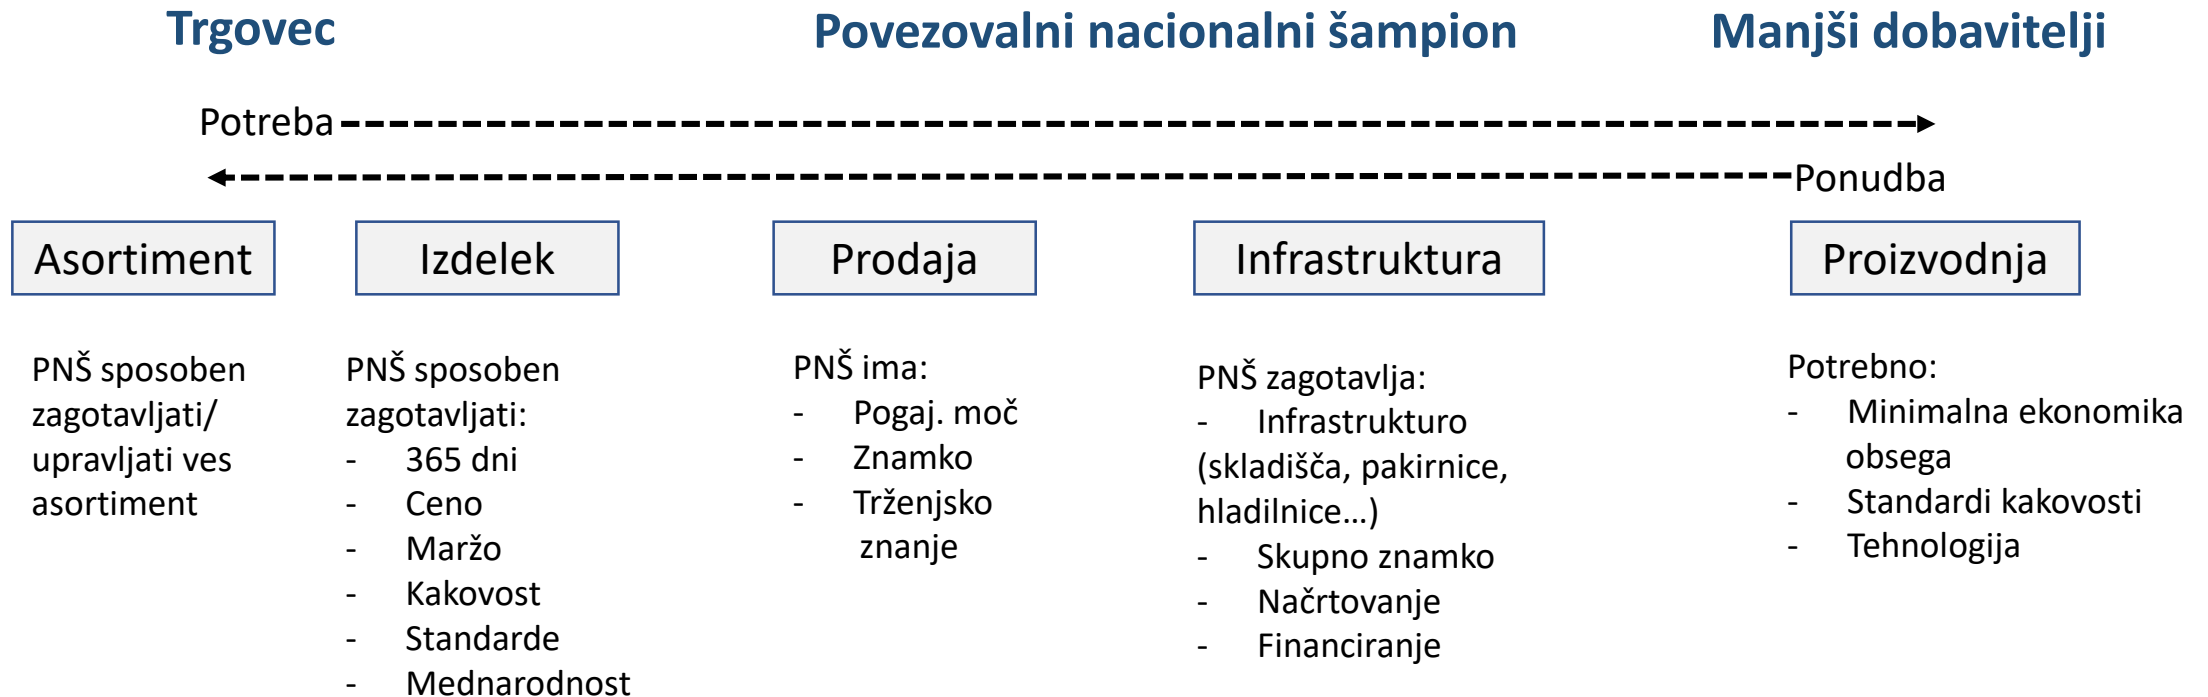 Trgovec
Povezovalni nacionalni šampion
Manjši dobavitelji
Potreba
Ponudba
Asortiment
Izdelek
Prodaja
Infrastruktura
Proizvodnja
PNŠ sposoben
zagotavljati/
upravljati ves
asortiment
PNŠ sposoben
zagotavljati:
- 365 dni
- Ceno
- Maržo
- Kakovost
- Standarde
- Mednarodnost
PNŠ ima:
- Pogaj. moč
- Znamko
- Trženjsko
znanje
PNŠ zagotavlja:
- Infrastrukturo
(skladišča, pakirnice,
hladilnice…)
- Skupno znamko
- Načrtovanje
- Financiranje
Potrebno:
- Minimalna ekonomika
obsega
- Standardi kakovosti
- Tehnologija